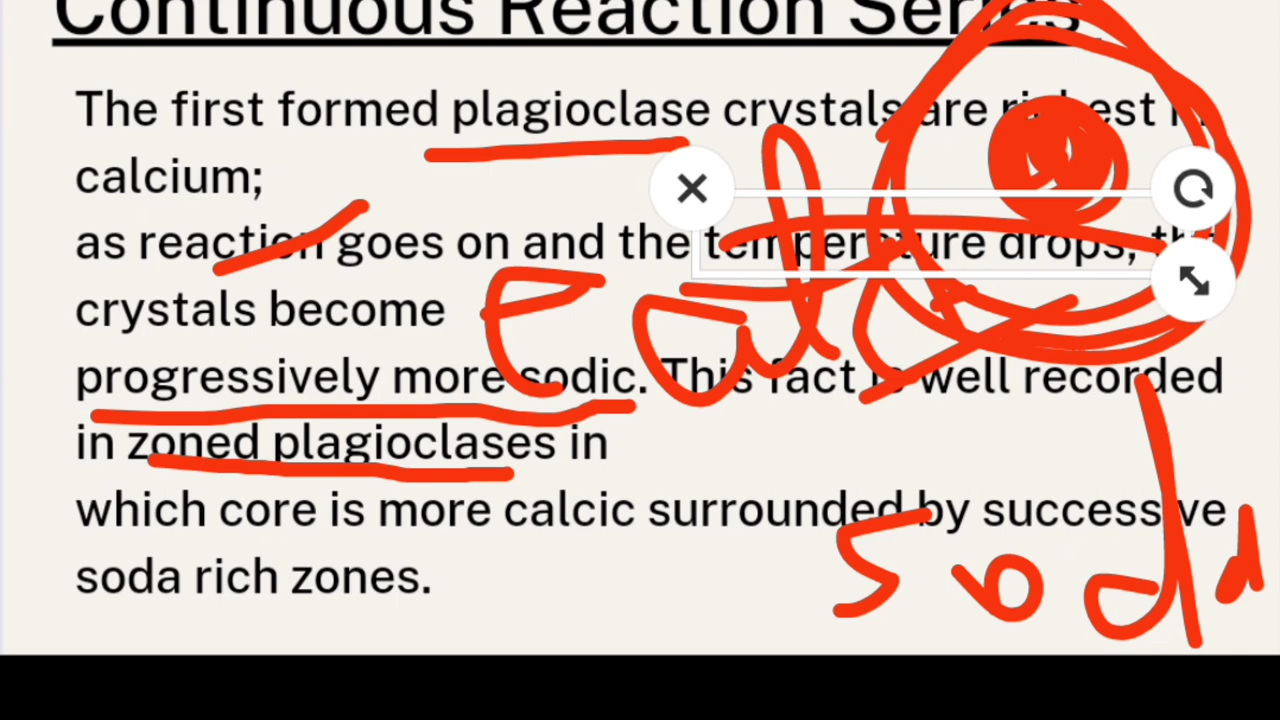 Continuous Reaction Series
The first formed plagioclase crystals are richest in
calcium;
as reaction goes on and the temperature drops, the
crystals become
progressively more sodic. This fact is well recorded
in zoned plagioclases in
which core is more calcic surrounded by successive
soda rich zones.
Calc
soda